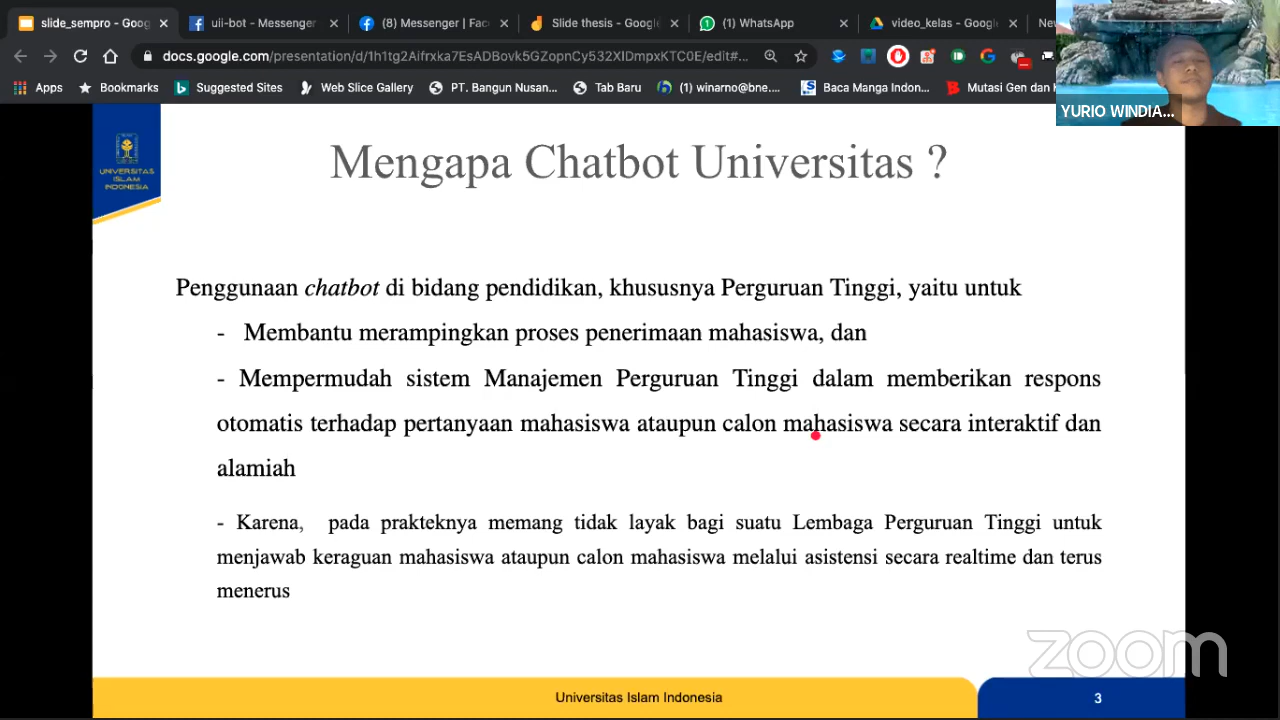 slide_sempro - Goog
uii-bot - Messenger
(8) Messenger | Fac
Slide thesis - Google
(1) WhatsApp
video_kelas - Google
New
docs.google.com/presentation/d/1h1tg2Aifrxka7EsADBovk5GZopnCy532XIDmpxKTC0E/edit#...
Apps
Bookmarks
Suggested Sites
Web Slice Gallery
PT. Bangun Nusan...
Tab Baru
(1) winarno@bne....
Baca Manga Indon...
Mutasi Gen dan K
YURIO WINDIA...
UNIVERSITAS
ISLAM
INDONESIA
Mengapa Chatbot Universitas ?
Penggunaan chatbot di bidang pendidikan, khususnya Perguruan Tinggi, yaitu untuk
- Membantu merampingkan proses penerimaan mahasiswa, dan
- Mempermudah sistem Manajemen Perguruan Tinggi dalam memberikan respons
otomatis terhadap pertanyaan mahasiswa ataupun calon mahasiswa secara interaktif dan
alamiah
- Karena, pada prakteknya memang tidak layak bagi suatu Lembaga Perguruan Tinggi untuk
menjawab keraguan mahasiswa ataupun calon mahasiswa melalui asistensi secara realtime dan terus
menerus
zoom
Universitas Islam Indonesia
3